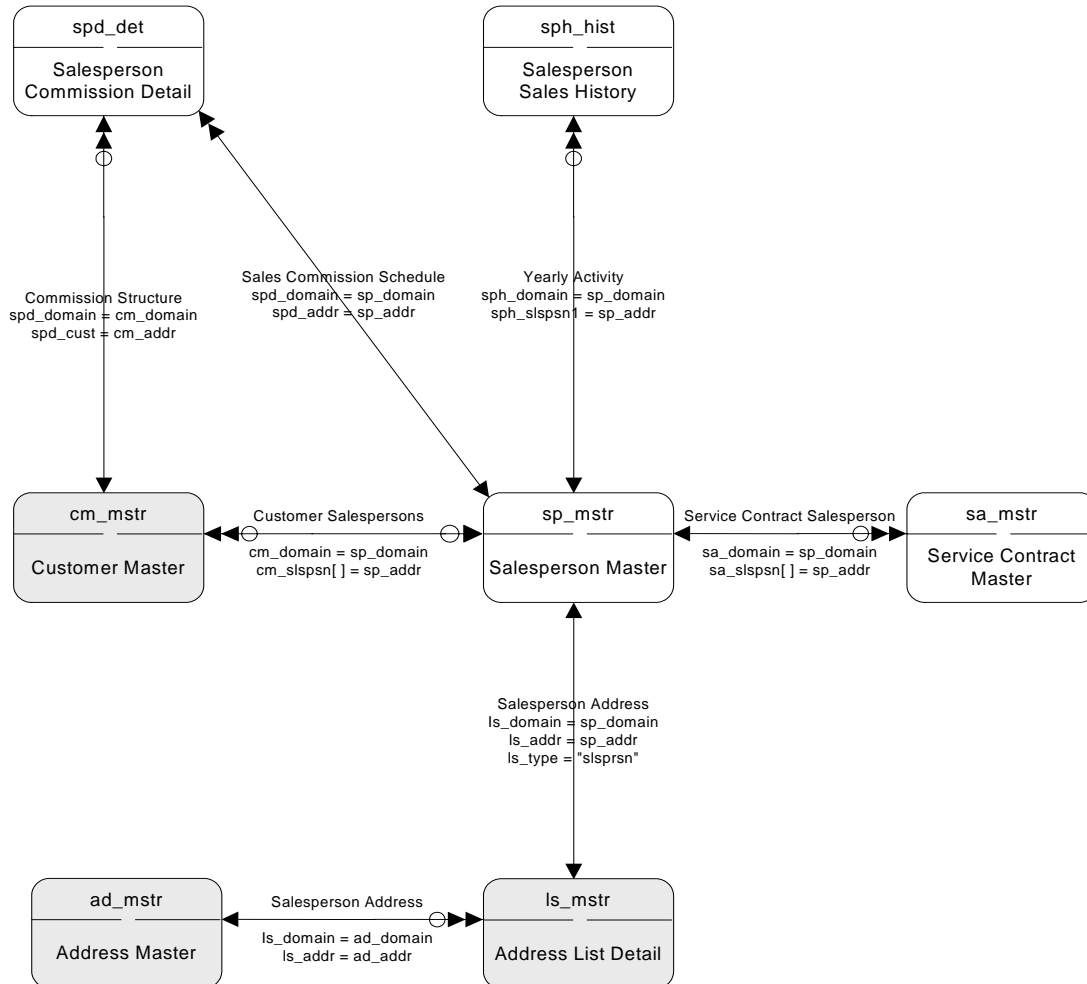 spd_det
Salesperson
Commission Detail
sph_hist
Salesperson
Sales History
Commission Structure
spd_domain = cm_domain
spd_cust = cm_addr
Sales Commission Schedule
spd_domain = sp_domain
spd_addr = sp_addr
Yearly Activity
sph_domain = sp_domain
sph_slspsn1 = sp_addr
cm_mstr
Customer Master
Customer Salespersons
cm_domain = sp_domain
cm_slspsn[ ] = sp_addr
sp_mstr
Salesperson Master
Service Contract Salesperson
sa_domain = sp_domain
sa_slspsn[ ] = sp_addr
sa_mstr
Service Contract
Master
Salesperson Address
ls_domain = sp_domain
ls_addr = sp_addr
ls_type = "slsprsn"
ad_mstr
Address Master
Salesperson Address
ls_domain = ad_domain
ls_addr = ad_addr
ls_mstr
Address List Detail